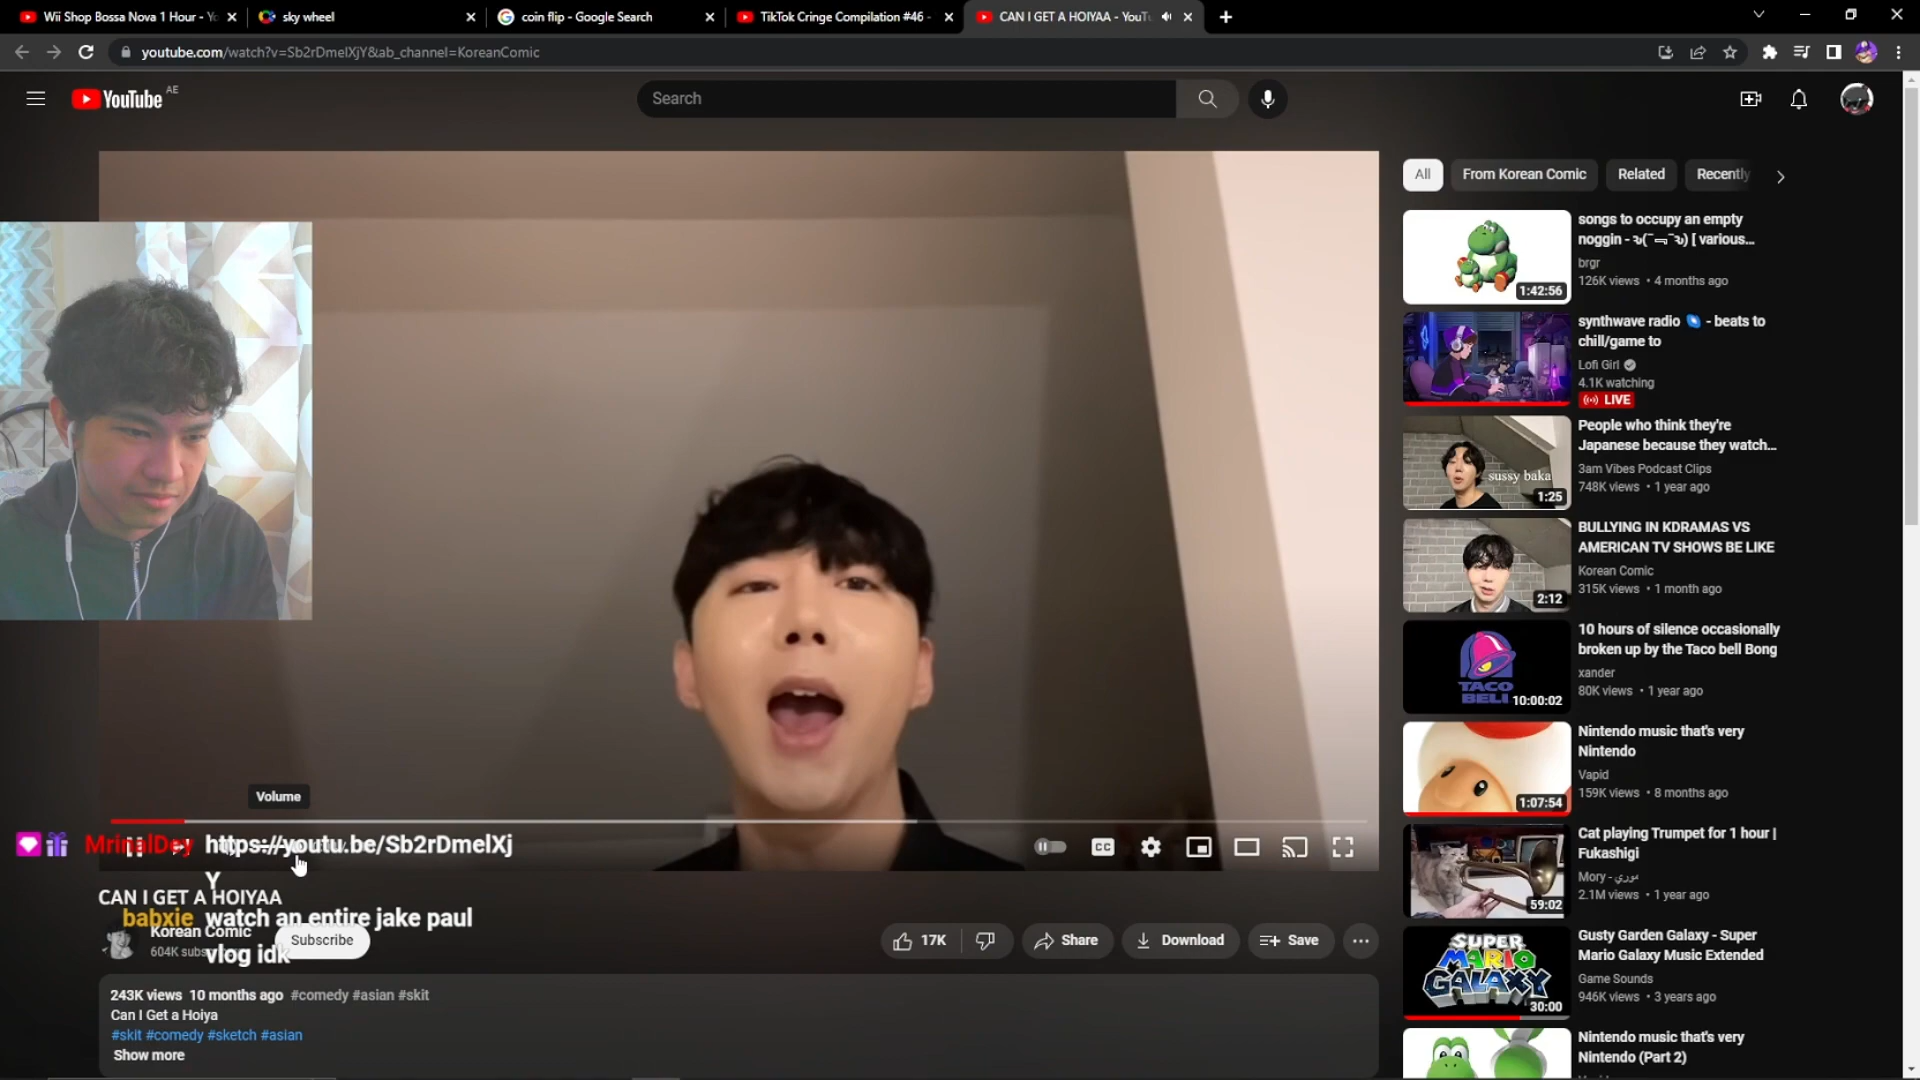 Wii Shop Bossa Nova 1 Hour -
sky wheel
coin flip - Google Search
TikTok Cringe Compilation #46 -
CAN I GET A HOIYAA - YouTu
youtube.com/watch?v=Sb2rDmelXjY&ab_channel=KoreanComic
YouTube AE
Search
All
From Korean Comic
Related
Recently
songs to occupy an empty
noggin - [ various...
brgr
126K views • 4 months ago
1:42:56
synthwave radio - beats to
chill/game to
Lofi Girl
4.1K watching
LIVE
People who think they're
Japanese because they watch...
3am Vibes Podcast Clips
748K views • 1 year ago
sussy baka
1:25
BULLYING IN KDRAMAS VS
AMERICAN TV SHOWS BE LIKE
Korean Comic
315K views • 1 month ago
2:12
10 hours of silence occasionally
broken up by the Taco bell Bong
xander
80K views • 1 year ago
TACO
BELL
10:00:02
Nintendo music that's very
Nintendo
Vapid
159K views • 8 months ago
1:07:54
Cat playing Trumpet for 1 hour |
Fukashigi
Mory - موري
2.1M views • 1 year ago
59:02
Gusty Garden Galaxy - Super
Mario Galaxy Music Extended
Game Sounds
946K views • 3 years ago
SUPER
MARIO
GALAXY
30:00
Nintendo music that's very
Nintendo (Part 2)
Volume
MrinalDey https://youtu.be/Sb2rDmelXj
Y
CC
CAN I GET A HOIYAA
babxie watch an entire jake paul
vlog idk
Korean Comic
604K subs
Subscribe
17K
Share
Download
Save
243K views 10 months ago #comedy #asian #skit
Can I Get a Hoiya
#skit #comedy #sketch #asian
Show more